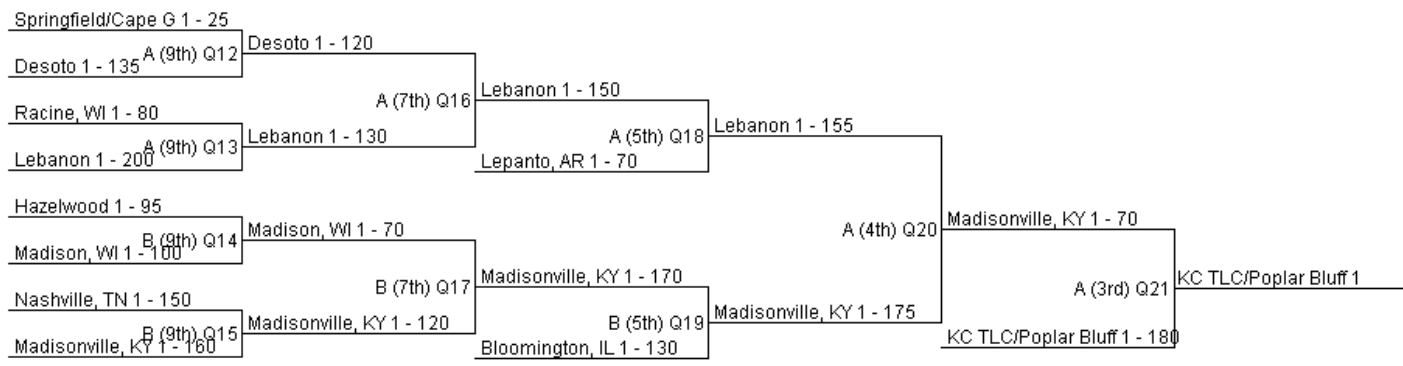 Springfield/Cape G 1 - 25
A (9th) Q12
Desoto 1 - 135
Desoto 1 - 120
Racine, WI 1 - 80
A (9th) Q13
Lebanon 1 - 200
Lebanon 1 - 130
A (7th) Q16
Lebanon 1 - 150
A (5th) Q18
Lepanto, AR 1 - 70
Lebanon 1 - 155
Hazelwood 1 - 95
B (9th) Q14
Madison, WI 1 - 100
Madison, WI 1 - 70
Nashville, TN 1 - 150
B (9th) Q15
Madisonville, KY 1 - 160
Madisonville, KY 1 - 120
B (7th) Q17
Madisonville, KY 1 - 170
B (5th) Q19
Bloomington, IL 1 - 130
Madisonville, KY 1 - 175
A (4th) Q20
Madisonville, KY 1 - 70
A (3rd) Q21
KC TLC/Poplar Bluff 1 - 180
KC TLC/Poplar Bluff 1